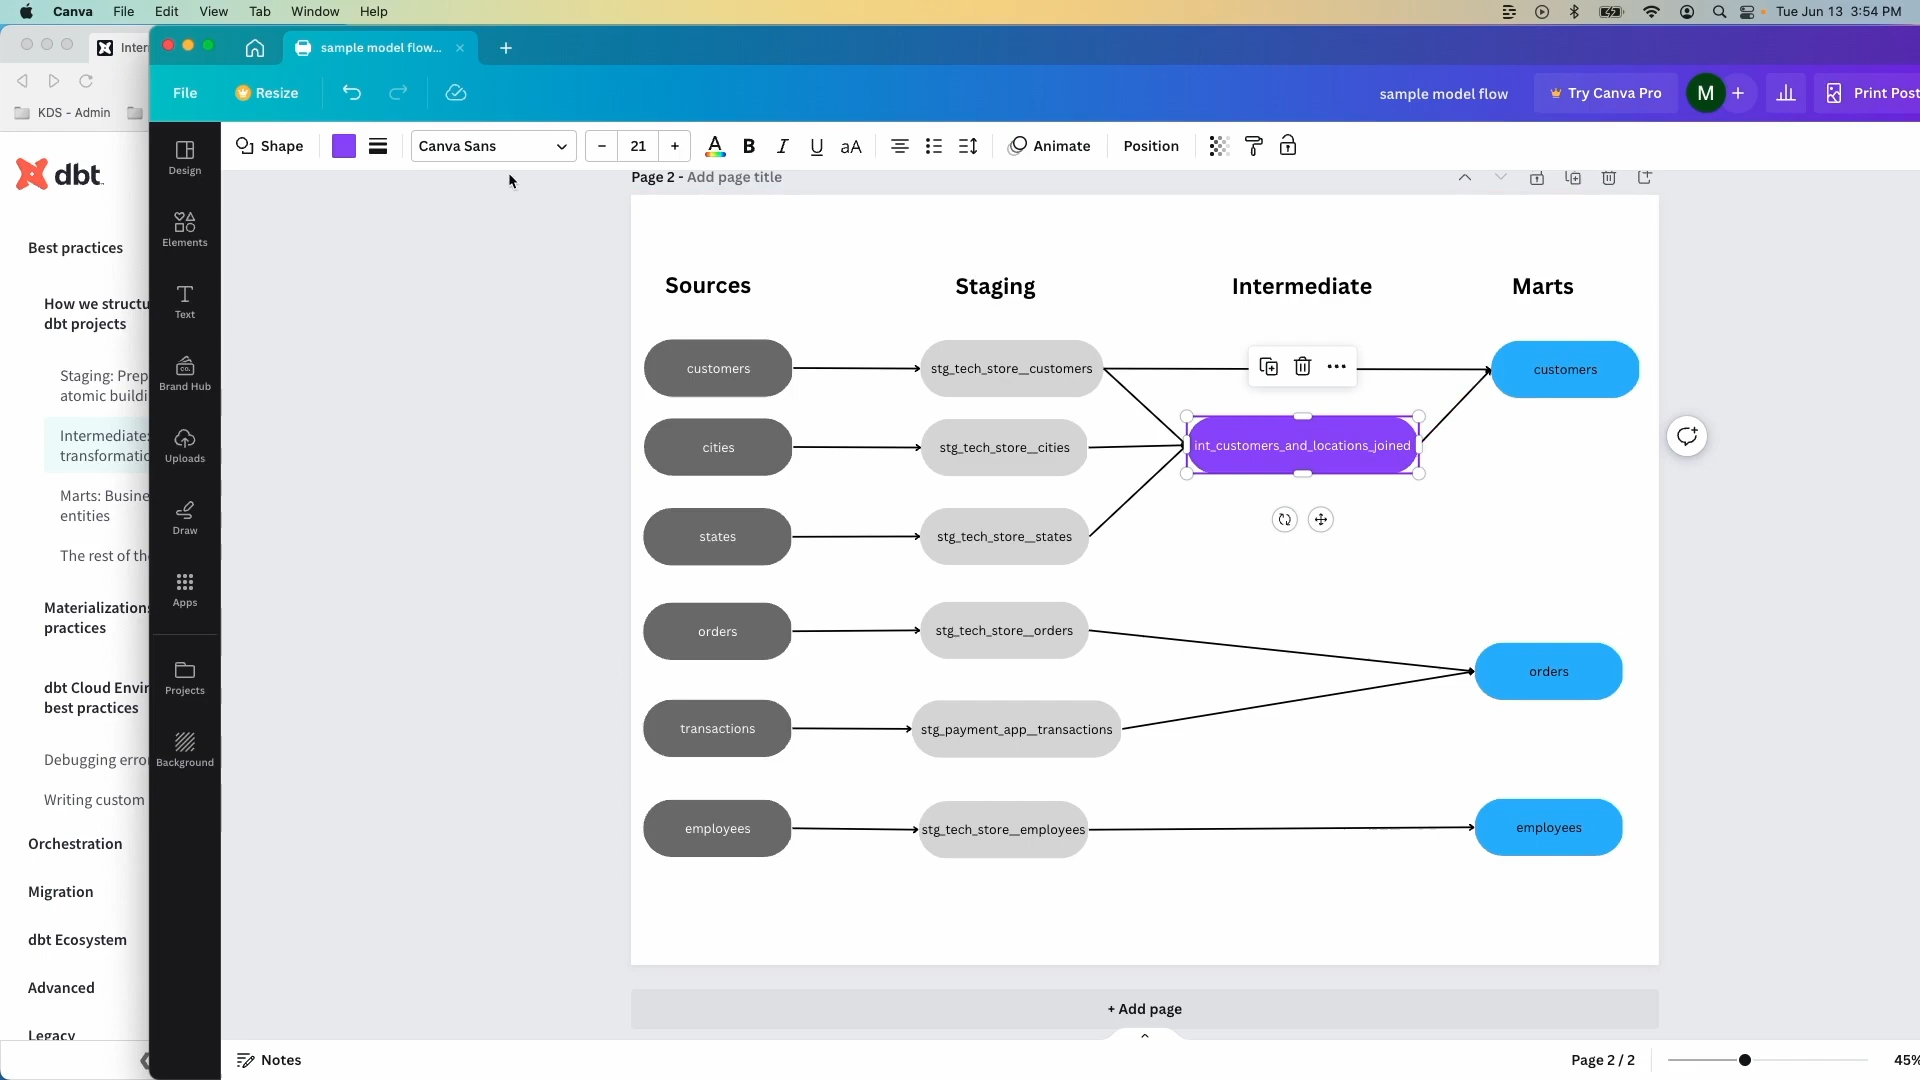 Canva File Edit View Tab Window Help
Tue Jun 13 3:54 PM
Inter
sample model flow...
KDS - Admin
File Resize
sample model flow
Try Canva Pro
M
Print Post
Shape
Canva Sans
21
A B I U aA
Animate
Position
dbt
Best practices
How we structu
dbt projects
Staging: Prep
atomic buildi
Intermediate:
transformatio
Marts: Busine
entities
The rest of the
Materializations
practices
dbt Cloud Envir
best practices
Debugging erro
Writing custom
Orchestration
Migration
dbt Ecosystem
Advanced
Legacy
Design
Elements
Text
co.
Brand Hub
Uploads
Draw
Apps
Projects
Background
Page 2 - Add page title
Sources Staging Intermediate Marts
customers stg_tech_store__customers customers
cities stg_tech_store__cities int_customers_and_locations_joined
states stg_tech_store__states
orders stg_tech_store__orders
orders
transactions stg_payment_app__transactions
employees stg_tech_store__employees employees
+ Add page
Notes
Page 2 / 2
45%